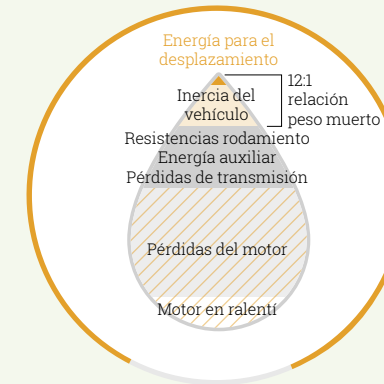 Energía para el
desplazamiento
12:1
relación
peso muerto
Inercia del
vehículo
Resistencias rodamiento
Energía auxiliar
Pérdidas de transmisión
Pérdidas del motor
Motor en ralentí